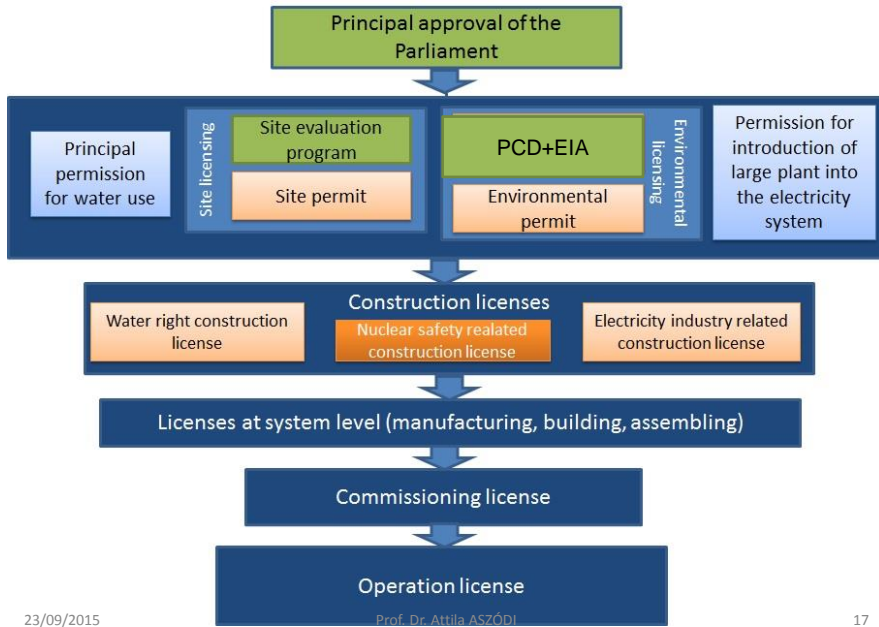 Principal approval of the
Parliament
Principal
permission
for water use
Site licensing
Site evaluation
program
Site permit
PCD+EIA
Environmental
permit
Environmental
licensing
Permission for
introduction of
large plant into
the electricity
system
Construction licenses
Water right construction
license
Nuclear safety realated
construction license
Electricity industry related
construction license
Licenses at system level (manufacturing, building, assembling)
Commissioning license
Operation license
23/09/2015
Prof. Dr. Attila ASZÓDI
17